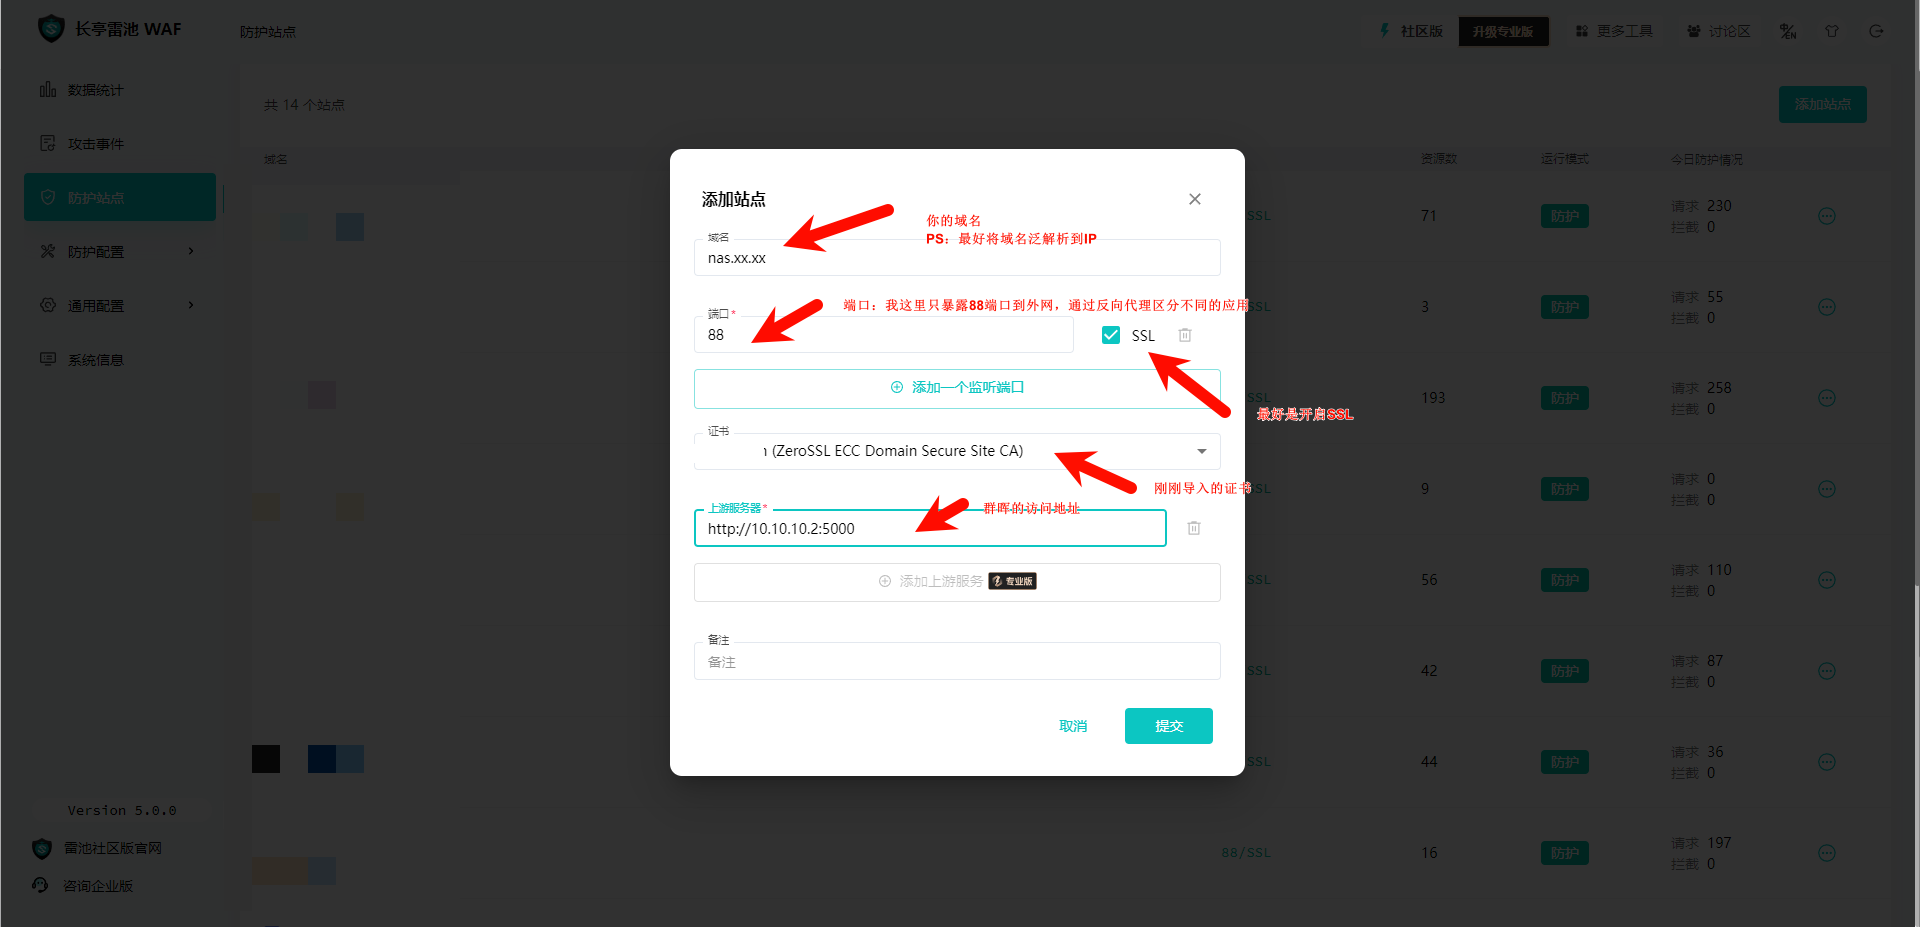 长亭雷池 WAF
防护站点
社区版
升级专业版
更多工具
讨论区
数据统计
攻击事件
防护站点
防护配置
通用配置
系统信息
Version 5.0.0
雷池社区版官网
咨询企业版
共 14 个站点
添加站点
域名
资源数
运行模式
今日防护情况
SSL 71 防护 请求 230
拦截 0
SSL 3 防护 请求 55
拦截 0
SSL 193 防护 请求 258
拦截 0
SSL 9 防护 请求 0
拦截 0
SSL 56 防护 请求 110
拦截 0
SSL 42 防护 请求 87
拦截 0
SSL 44 防护 请求 36
拦截 0
88/SSL 16 防护 请求 197
拦截 0
添加站点
你的域名
PS：最好将域名泛解析到IP
域名
nas.xx.xx
端口：我这里只暴露88端口到外网，通过反向代理区分不同的应用
端口*
88
SSL
添加一个监听端口
最好是开启SSL
证书
(ZeroSSL ECC Domain Secure Site CA)
刚刚导入的证书
上游服务器*
群晖的访问地址
http://10.10.10.2:5000
添加上游服务 专业版
备注
备注
取消
提交